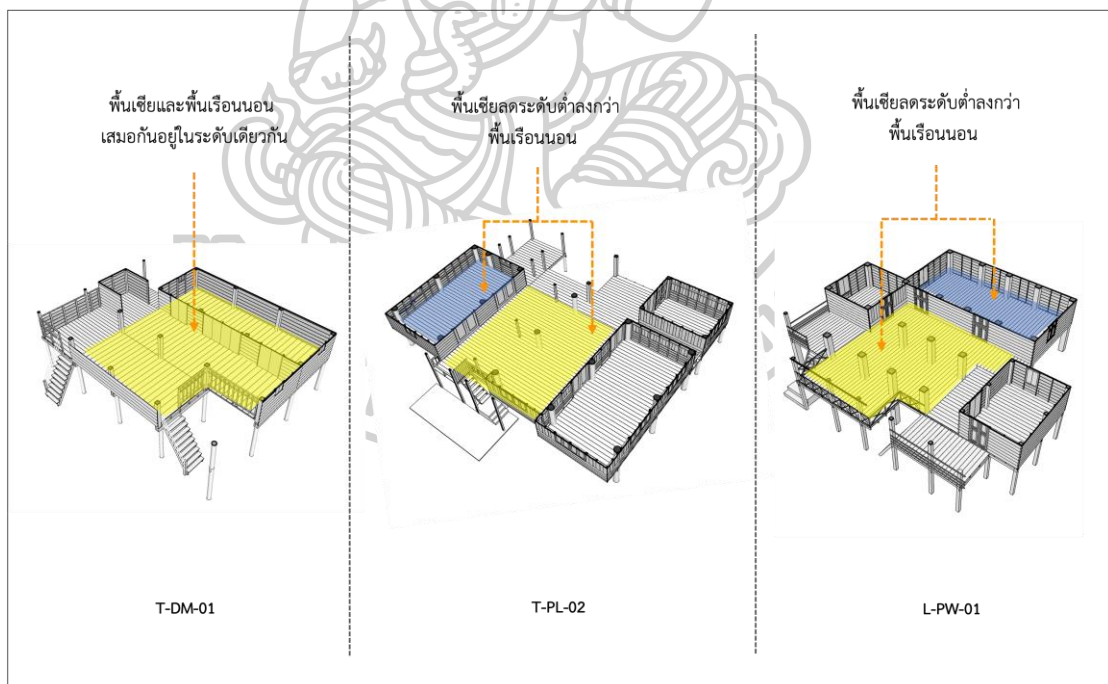 พื้นเซียและพื้นเรือนนอน
เสมอกันอยู่ในระดับเดียวกัน
พื้นเซียลดระดับต่ำลงกว่า
พื้นเรือนนอน
พื้นเซียลดระดับต่ำลงกว่า
พื้นเรือนนอน
T-DM-01
T-PL-02
L-PW-01